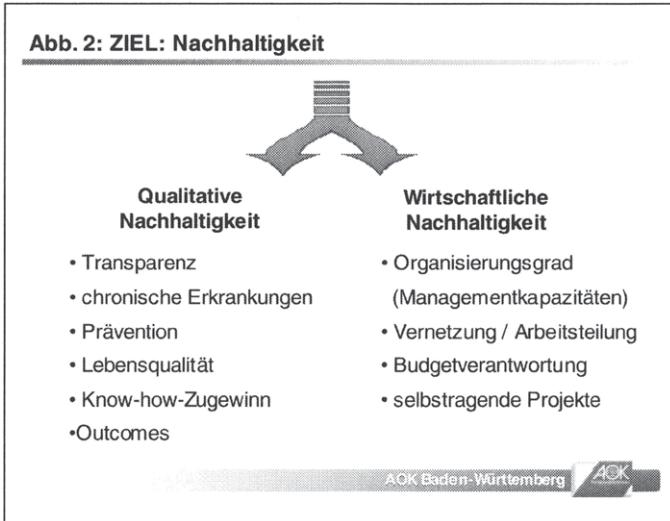 Abb. 2: ZIEL: Nachhaltigkeit
Qualitative
Nachhaltigkeit
• Transparenz
• chronische Erkrankungen
• Prävention
• Lebensqualität
• Know-how-Zugewinn
•Outcomes
Wirtschaftliche
Nachhaltigkeit
• Organisierungsgrad
(Managementkapazitäten)
• Vernetzung / Arbeitsteilung
• Budgetverantwortung
• selbstragende Projekte
AOK Baden-Württemberg
AOK